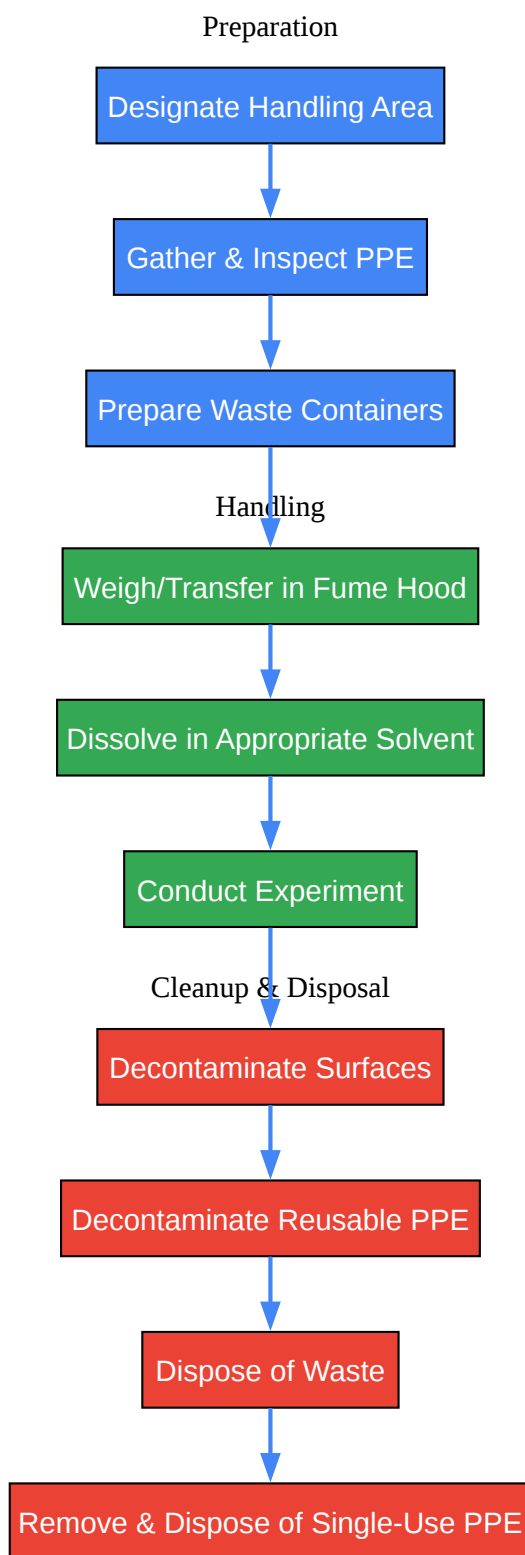 Preparation
Designate Handling Area
Gather & Inspect PPE
Prepare Waste Containers
Handling
Weigh/Transfer in Fume Hood
Dissolve in Appropriate Solvent
Conduct Experiment
Cleanup & Disposal
Decontaminate Surfaces
Decontaminate Reusable PPE
Dispose of Waste
Remove & Dispose of Single-Use PPE